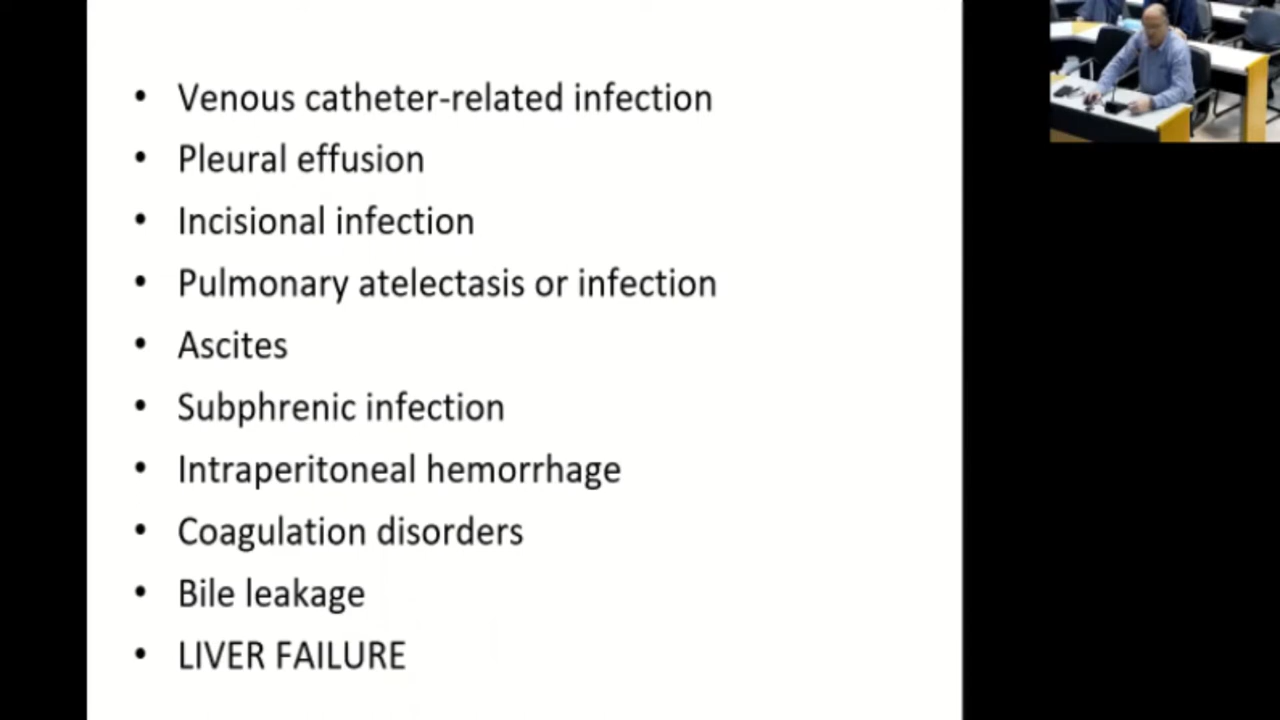 • Venous catheter-related infection
• Pleural effusion
• Incisional infection
• Pulmonary atelectasis or infection
• Ascites
• Subphrenic infection
• Intraperitoneal hemorrhage
• Coagulation disorders
• Bile leakage
• LIVER FAILURE